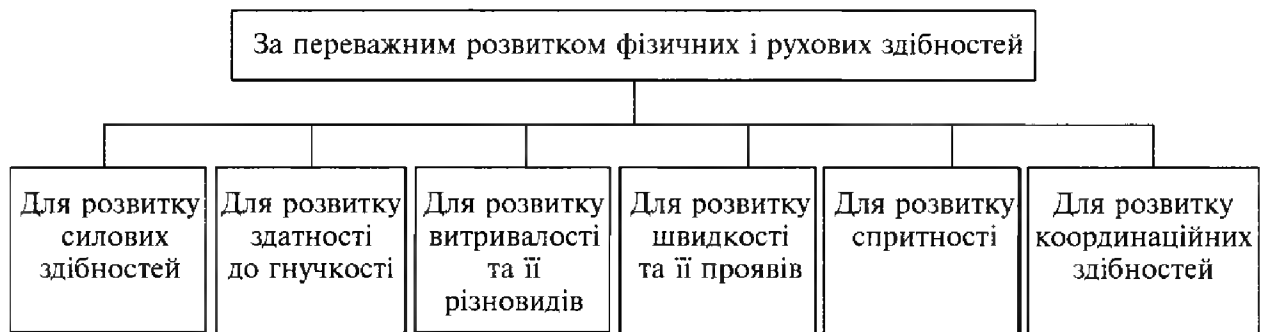 За переважним розвитком фізичних і рухових здібностей
Для розвитку
силових
здібностей
Для розвитку
здатності
до гнучкості
Для розвитку
витривалості
та її
різновидів
Для розвитку
швидкості
та її проявів
Для розвитку
спритності
Для розвитку
координаційних
здібностей